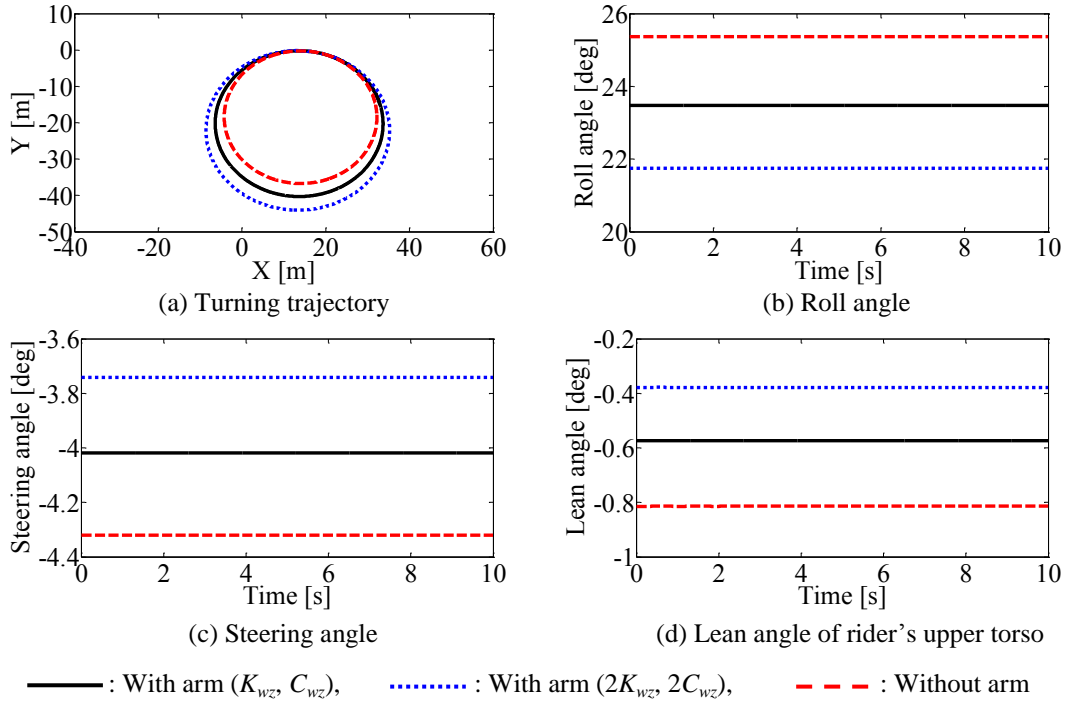 10
0
-10
-20
-30
-40
-50
Y [m]
-40 -20 0 20 40 60
X [m]
(a) Turning trajectory
26
24
22
20
Roll angle [deg]
0 2 4 6 8 10
Time [s]
(b) Roll angle
-3.6
-3.8
-4
-4.2
-4.4
Steering angle [deg]
0 2 4 6 8 10
Time [s]
(c) Steering angle
-0.2
-0.4
-0.6
-0.8
-1
Lean angle [deg]
0 2 4 6 8 10
Time [s]
(d) Lean angle of rider's upper torso
: With arm (Kwz, Cwz), : With arm (2Kwz, 2Cwz), : Without arm